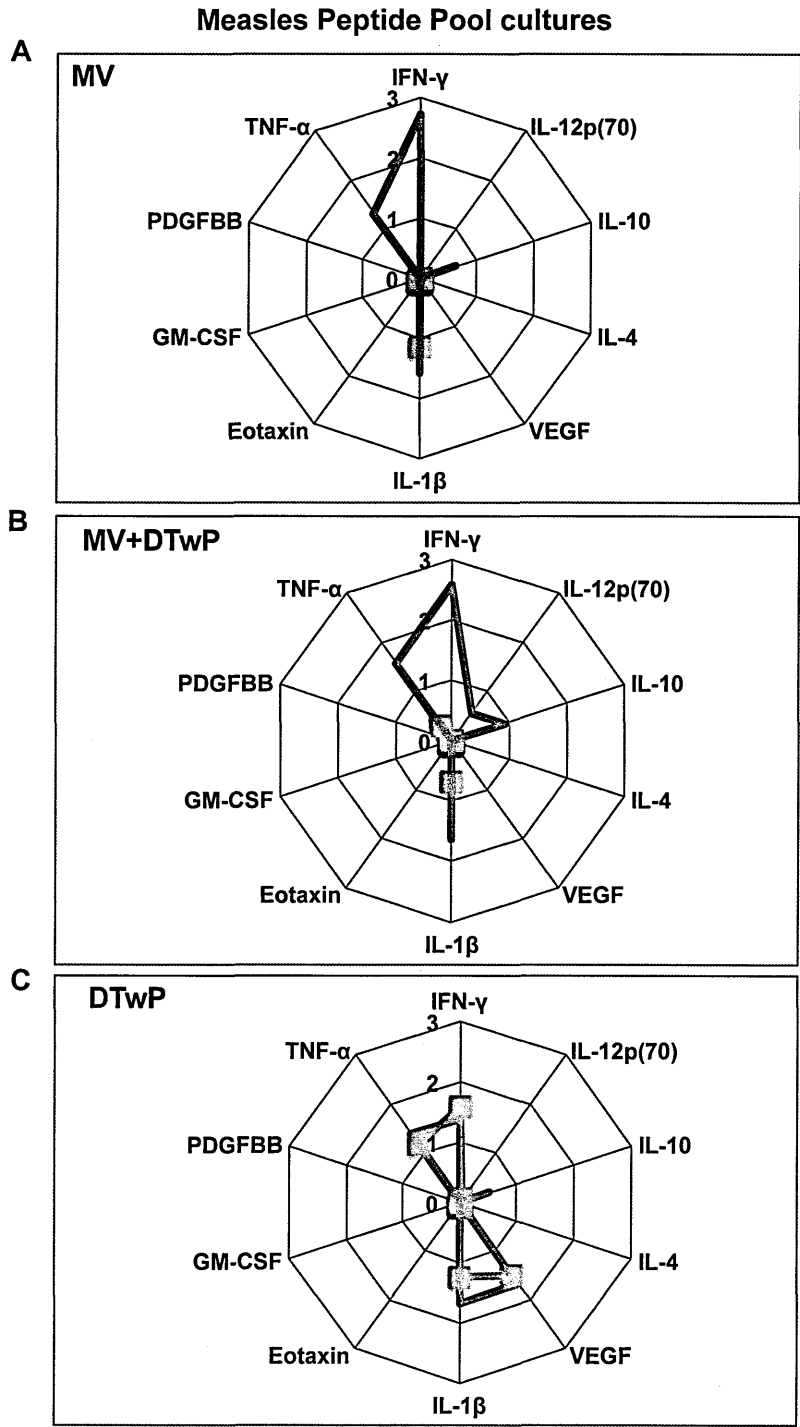 Measles Peptide Pool cultures
A
MV
IFN-γ
3
TNF-α
IL-12p(70)
2
PDGFBB
1
IL-10
0
GM-CSF
IL-4
Eotaxin
VEGF
IL-1β
B
MV+DTwP
IFN-γ
3
TNF-α
IL-12p(70)
2
PDGFBB
1
IL-10
0
GM-CSF
IL-4
Eotaxin
VEGF
IL-1β
C
DTwP
IFN-γ
3
TNF-α
IL-12p(70)
2
PDGFBB
IL-10
0
GM-CSF
IL-4
Eotaxin
VEGF
IL-1β